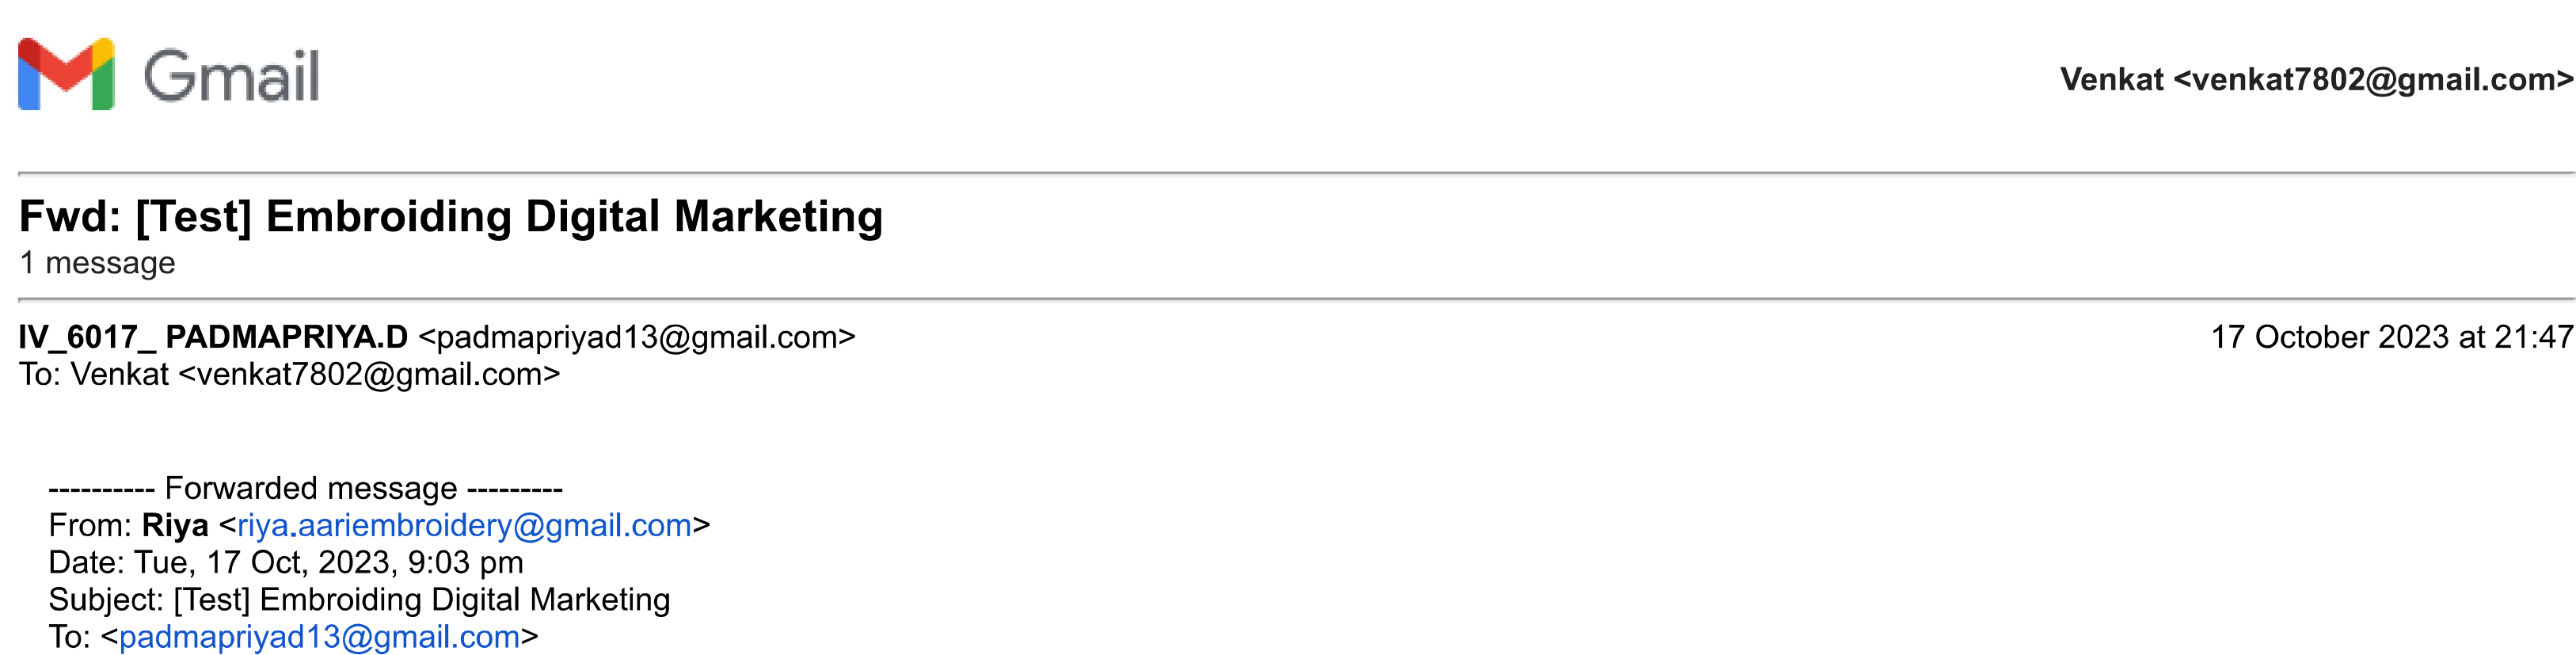 Gmail
Venkat <venkat7802@gmail.com>
Fwd: [Test] Embroiding Digital Marketing
1 message
IV_6017_ PADMAPRIYA.D <padmapriyad13@gmail.com>
17 October 2023 at 21:47
To: Venkat <venkat7802@gmail.com>
---------- Forwarded message ---------
From: Riya <riya.aariembroidery@gmail.com>
Date: Tue, 17 Oct, 2023, 9:03 pm
Subject: [Test] Embroiding Digital Marketing
To: <padmapriyad13@gmail.com>